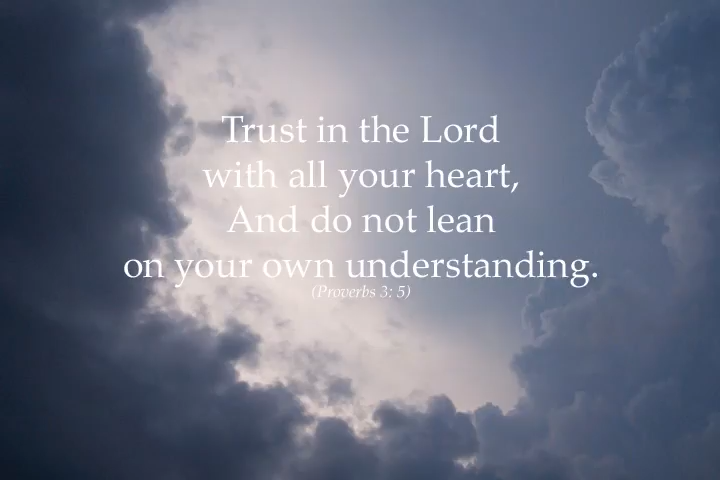 Trust in the Lord
with all your heart,
And do not lean
on your own understanding.
(Proverbs 3: 5)